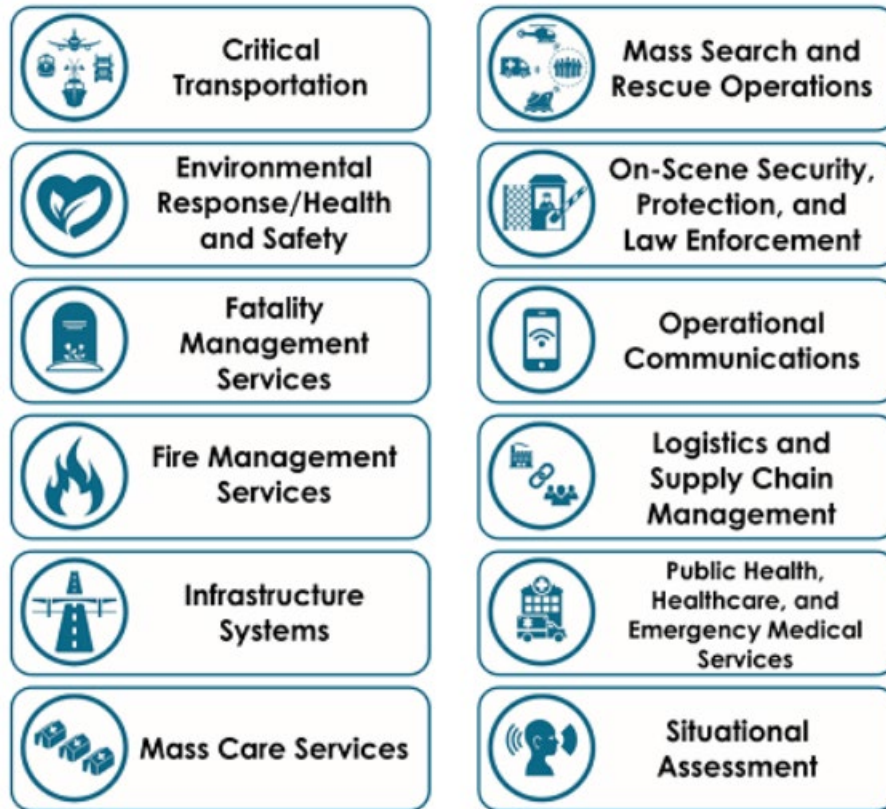 Critical
Transportation
Mass Search and
Rescue Operations
Environmental
Response/Health
and Safety
On-Scene Security,
Protection, and
Law Enforcement
Fatality
Management
Services
Operational
Communications
Fire Management
Services
Logistics and
Supply Chain
Management
Infrastructure
Systems
Public Health,
Healthcare, and
Emergency Medical
Services
Mass Care Services
Situational
Assessment